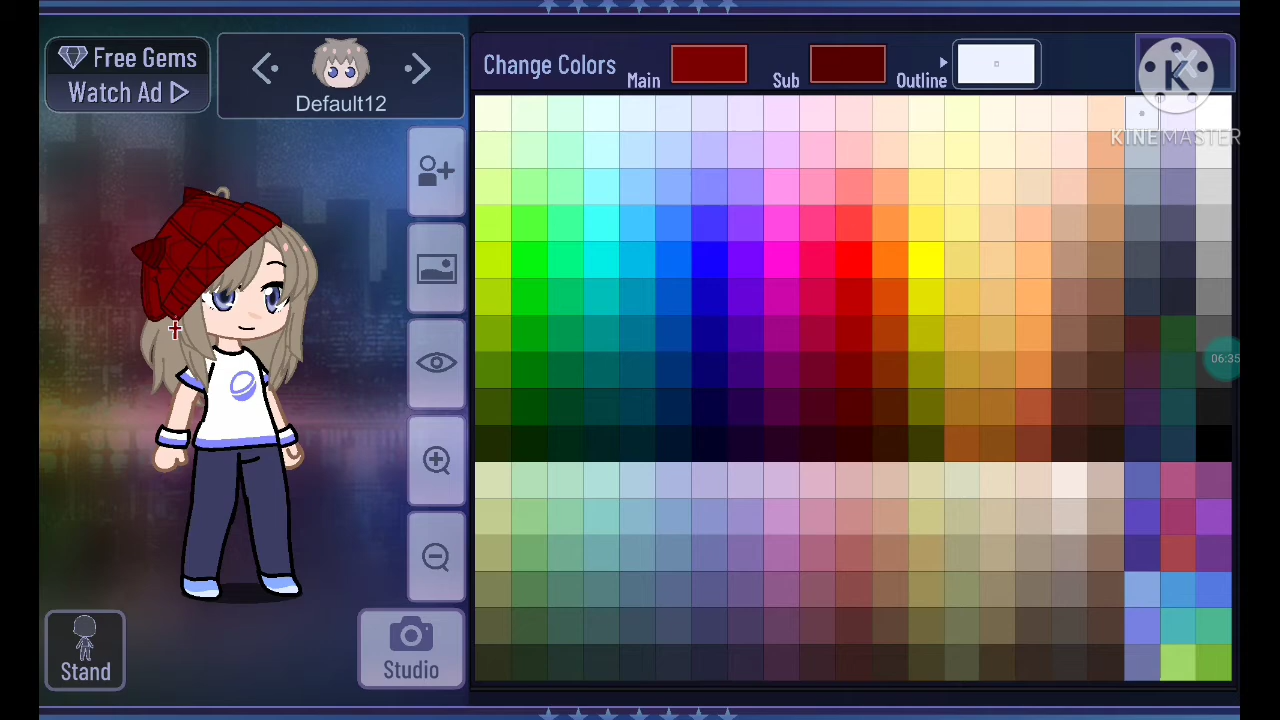 Free Gems
Watch Ad
Default12
Change Colors
Main
Sub
Outline
K
KINEMASTER
06:35
Stand
Studio